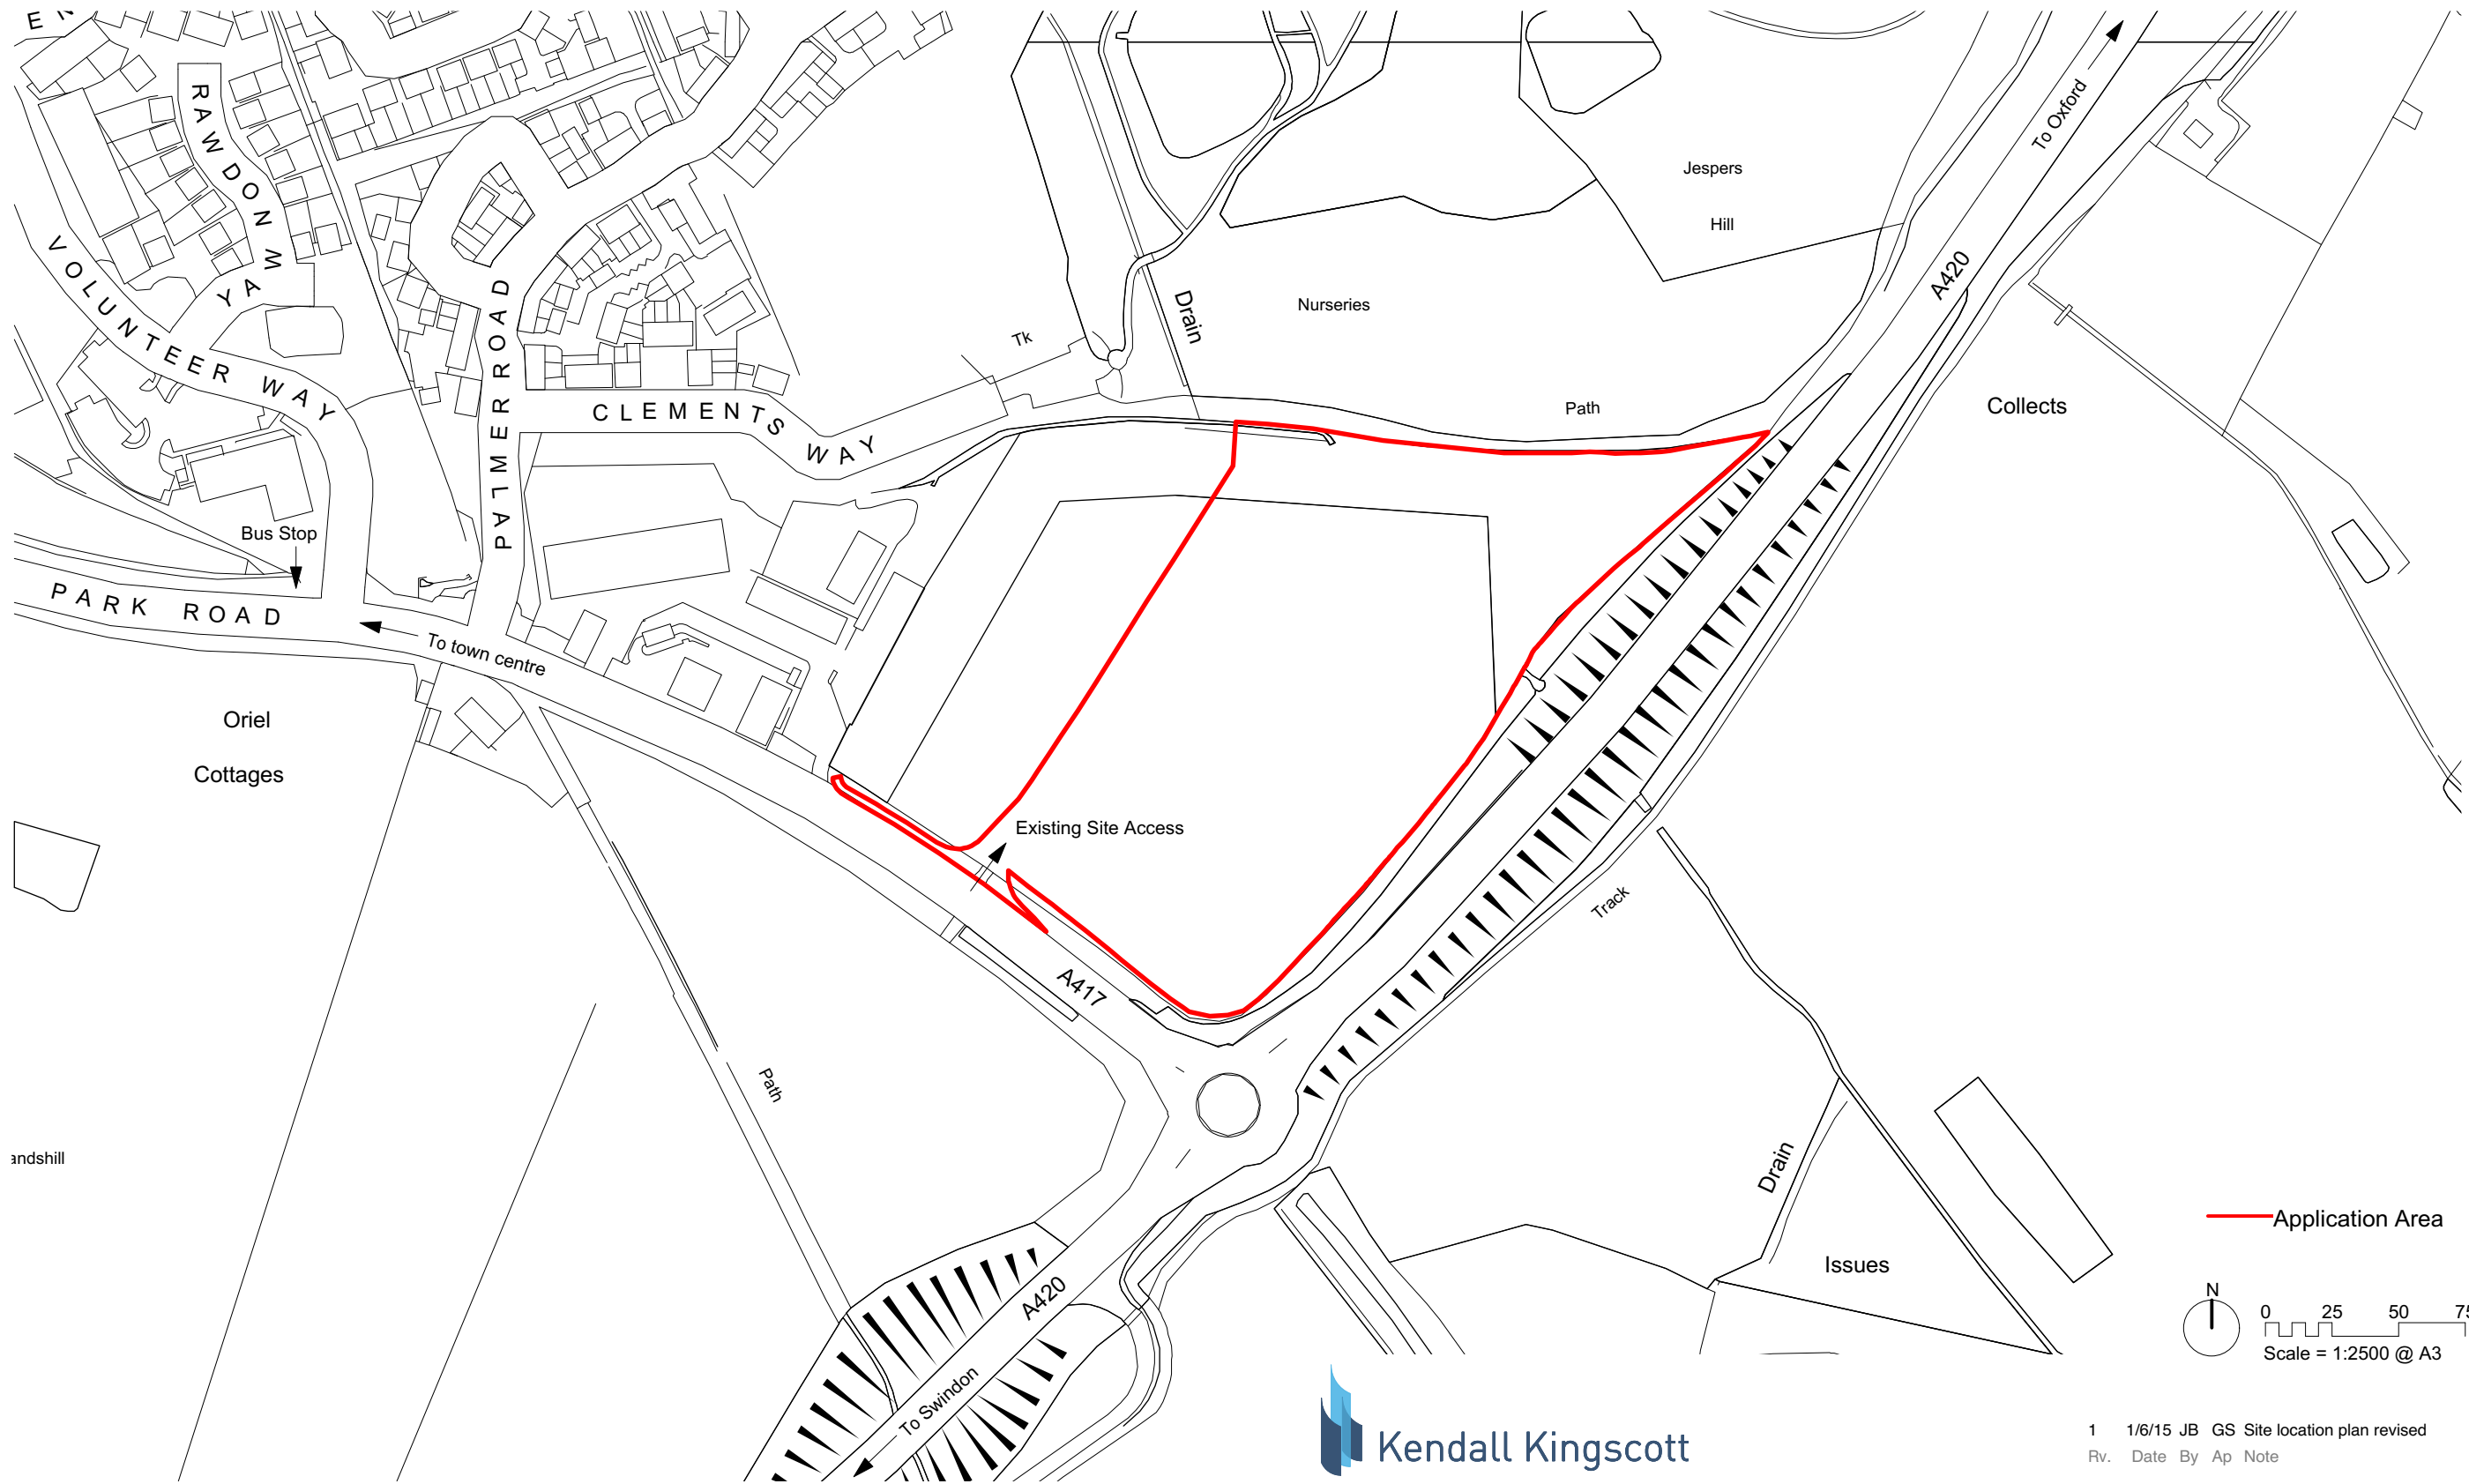 RAWDON WAY
VOLUNTEER WAY
PALMER ROAD
CLEMENTS WAY
Tk
Drain
Nurseries
Jespers
Hill
Path
To Oxford
A420
Collects
Bus Stop
PARK ROAD
To town centre
Oriel
Cottages
Existing Site Access
A417
Track
Path
andshill
Drain
Issues
A420
To Swindon
Application Area
N
0 25 50 75
Scale = 1:2500 @ A3
Kendall Kingscott
1 1/6/15 JB GS Site location plan revised
Rv. Date By Ap Note